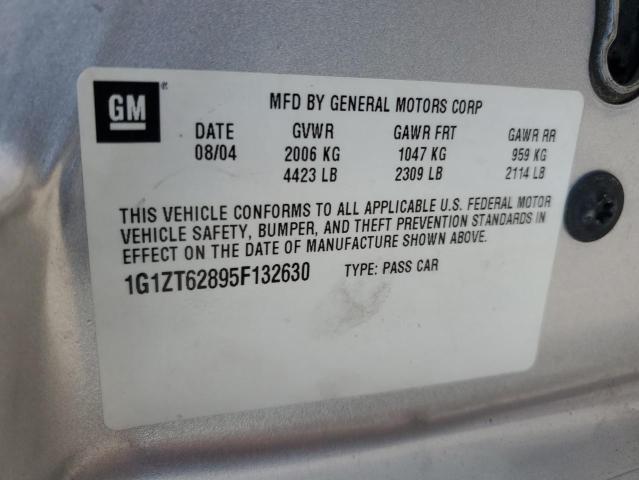 GM
MFD BY GENERAL MOTORS CORP
DATE GVWR GAWR FRT GAWR RR
08/04 2006 KG 1047 KG 959 KG
4423 LB 2309 LB 2114 LB
THIS VEHICLE CONFORMS TO ALL APPLICABLE U.S. FEDERAL MOTOR
VEHICLE SAFETY, BUMPER, AND THEFT PREVENTION STANDARDS IN
EFFECT ON THE DATE OF MANUFACTURE SHOWN ABOVE.
1G1ZT62895F132630 TYPE: PASS CAR